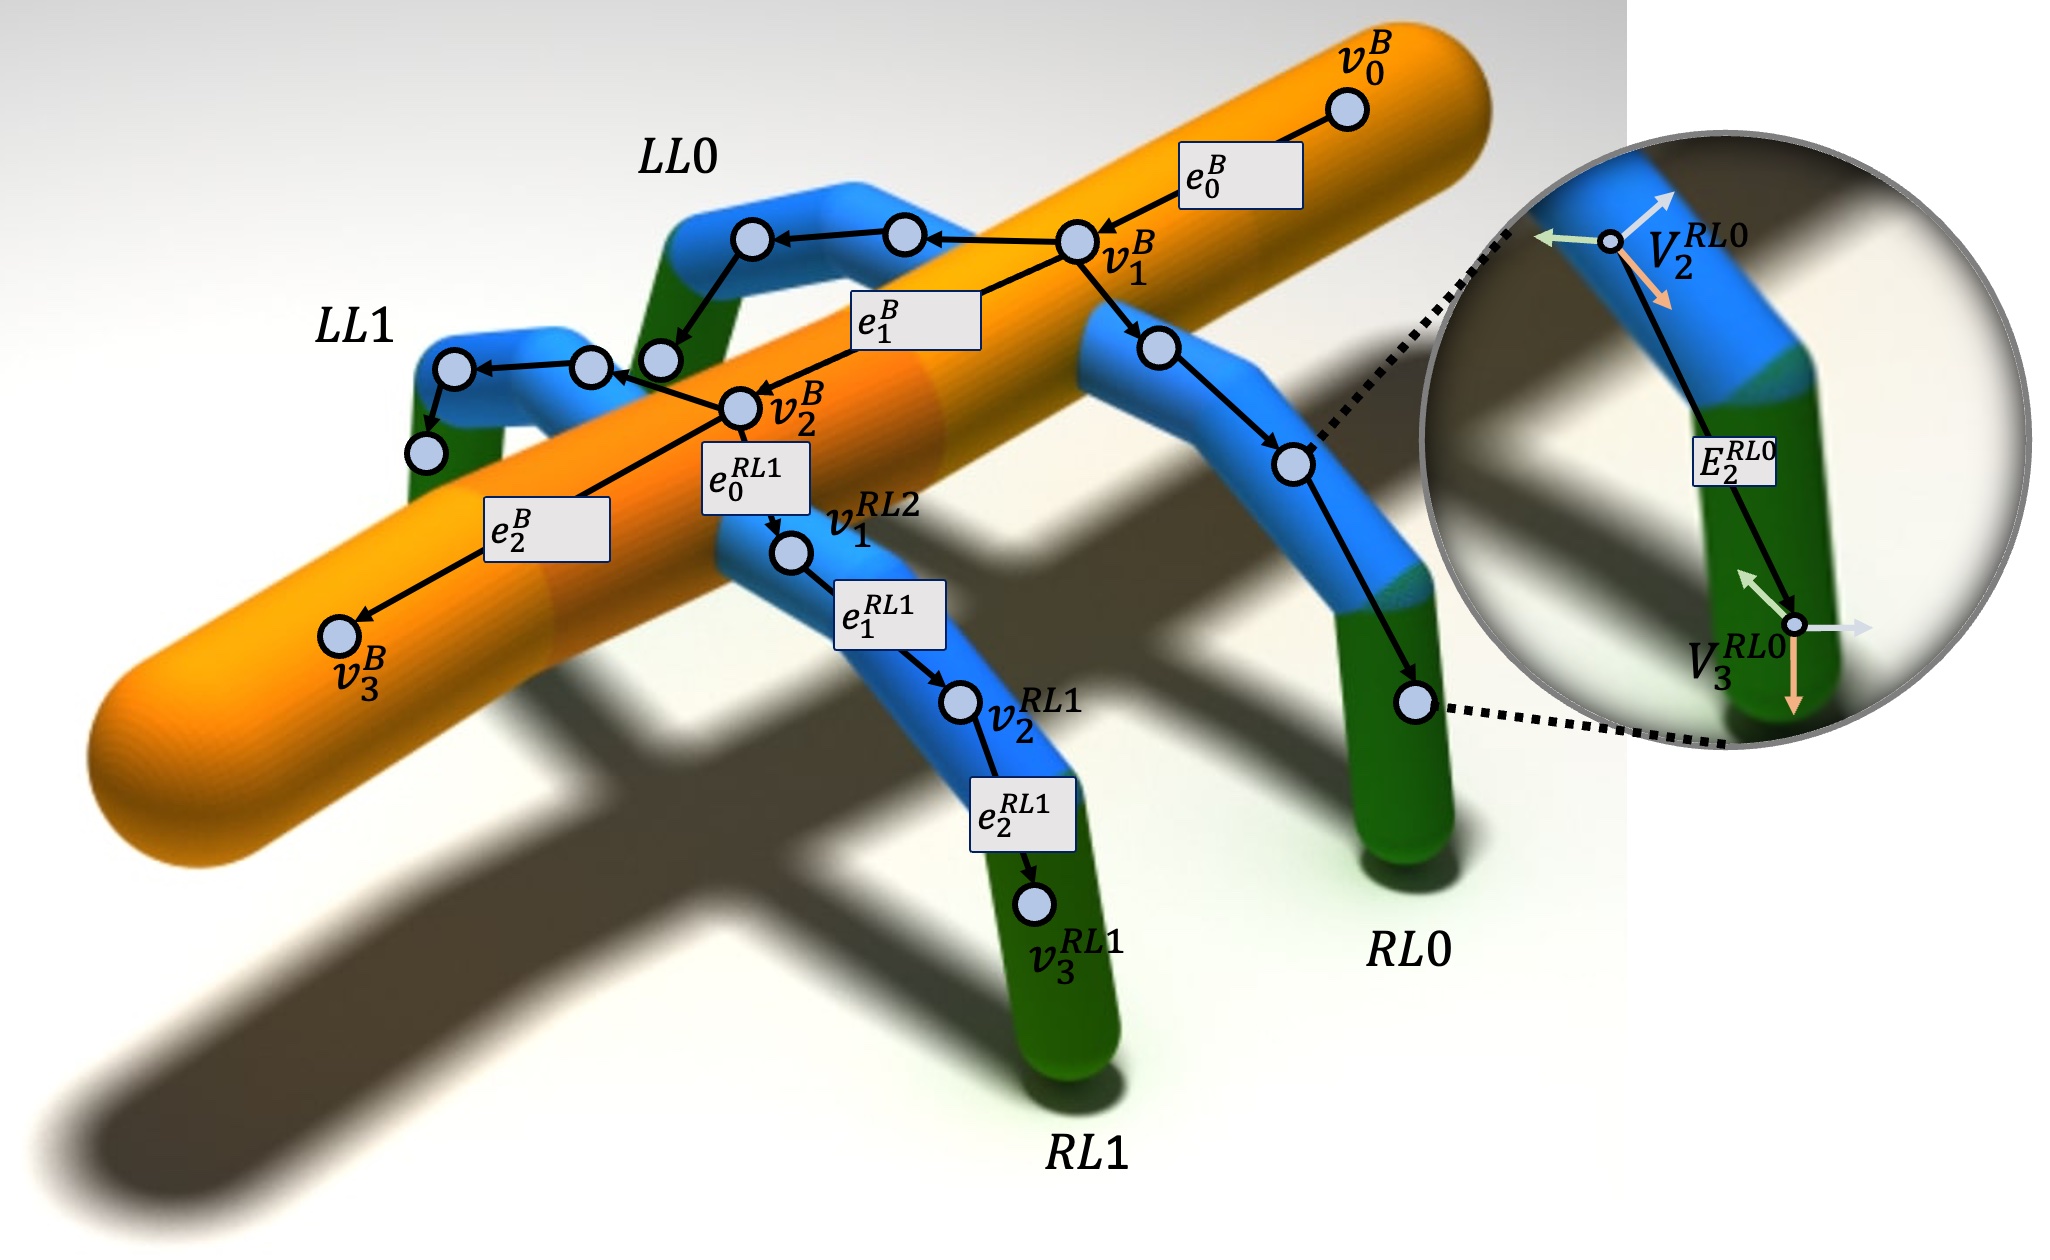 v_0^B
LL0
e_0^B
V_2^{RL0}
v_1^B
e_1^B
LL1
v_2^B
E_2^{RL0}
e_0^{RL1}
v_1^{RL2}
e_2^B
e_1^{RL1}
v_3^B
V_3^{RL0}
v_2^{RL1}
e_2^{RL1}
v_3^{RL1}
RL0
RL1